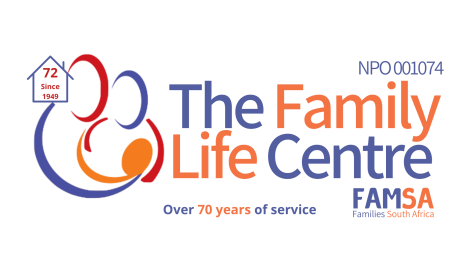 72
Since
1949
NPO 001074
The Family
Life Centre
FAMSA
Families South Africa
Over 70 years of service